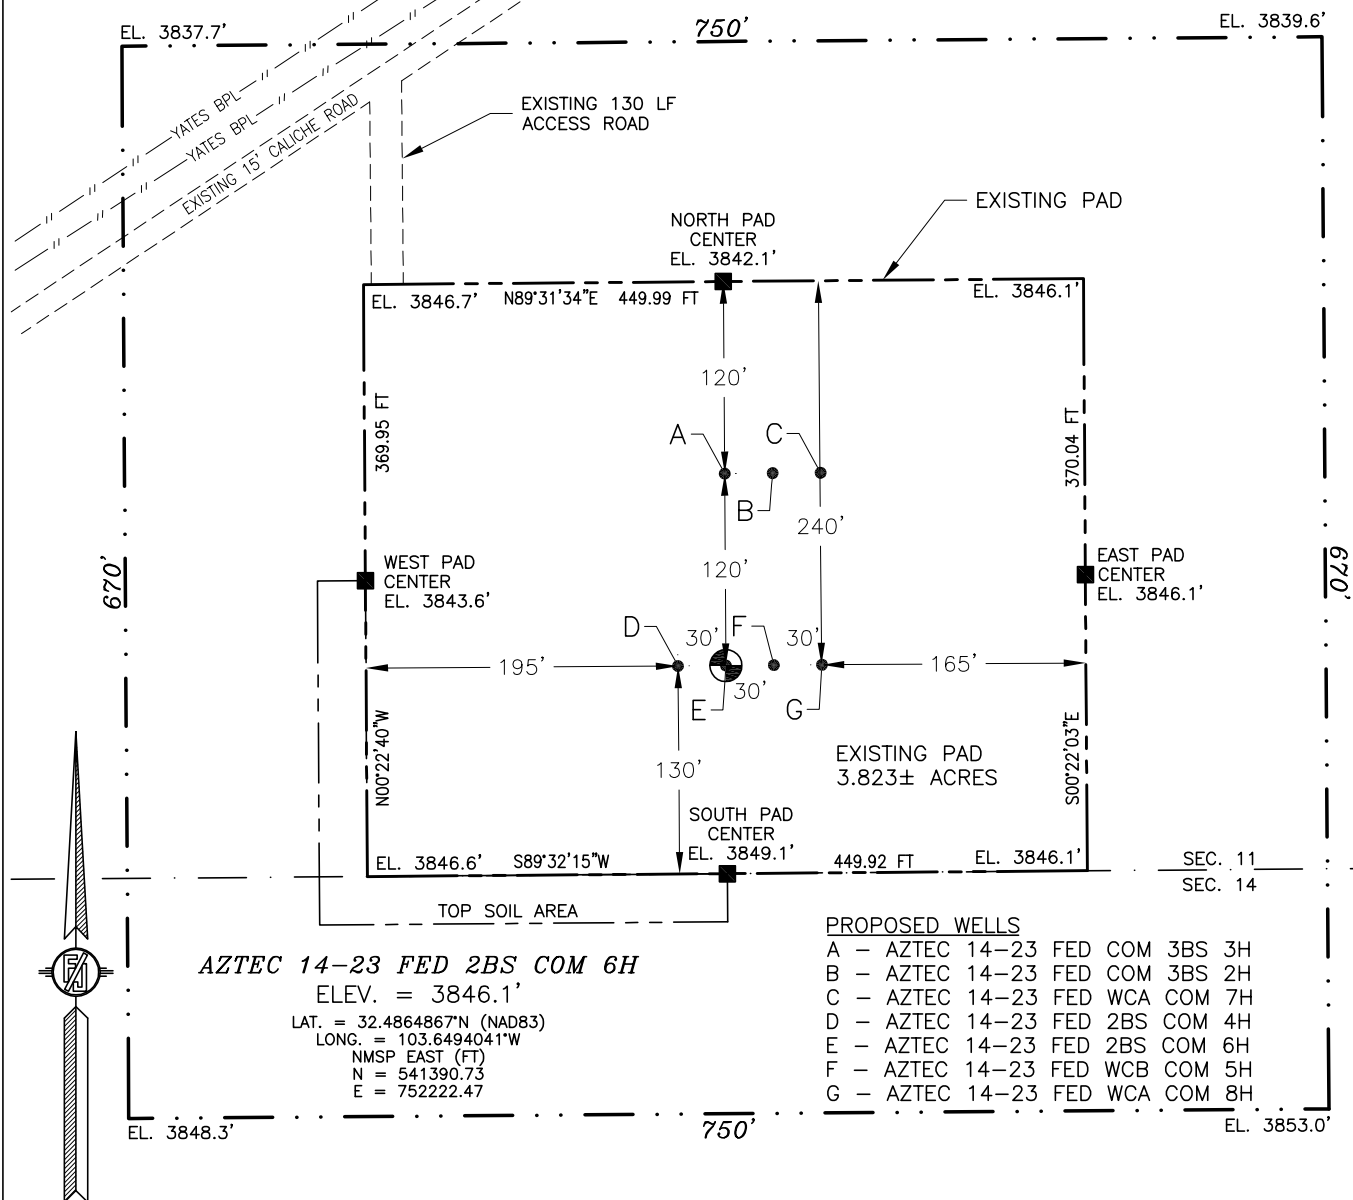 EL. 3837.7'
750'
EL. 3839.6'
YATES BPL
YATES BPL
EXISTING 15' CALICHE ROAD
EXISTING 130 LF
ACCESS ROAD
EXISTING PAD
NORTH PAD
CENTER
EL. 3842.1'
EL. 3846.7'
N89°31'34"E 449.99 FT
EL. 3846.1'
120'
369.95 FT
370.04 FT
A
C
B
240'
120'
670'
670'
WEST PAD
CENTER
EL. 3843.6'
EAST PAD
CENTER
EL. 3846.1'
D
30'
F
30'
195'
165'
30'
E
G
N00°22'40"W
S00°22'03"E
130'
EXISTING PAD
3.823± ACRES
SOUTH PAD
CENTER
EL. 3849.1'
EL. 3846.6'
S89°32'15"W
449.92 FT
EL. 3846.1'
SEC. 11
SEC. 14
TOP SOIL AREA
AZTEC 14-23 FED 2BS COM 6H
ELEV. = 3846.1'
LAT. = 32.4864867°N (NAD83)
LONG. = 103.6494041°W
NMSP EAST (FT)
N = 541390.73
E = 752222.47
PROPOSED WELLS
A - AZTEC 14-23 FED COM 3BS 3H
B - AZTEC 14-23 FED COM 3BS 2H
C - AZTEC 14-23 FED WCA COM 7H
D - AZTEC 14-23 FED 2BS COM 4H
E - AZTEC 14-23 FED 2BS COM 6H
F - AZTEC 14-23 FED WCB COM 5H
G - AZTEC 14-23 FED WCA COM 8H
EL. 3848.3'
750'
EL. 3853.0'